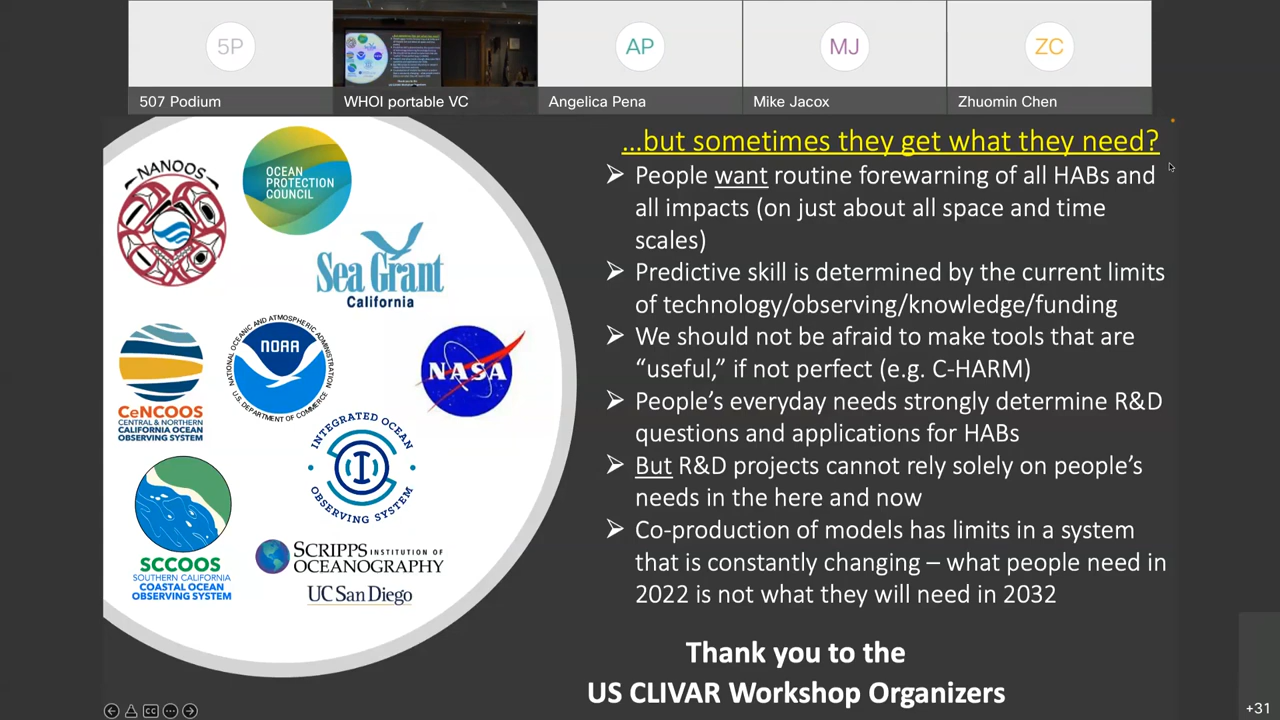 5P
AP
MJ
ZC
507 Podium
WHOI portable VC
Angelica Pena
Mike Jacox
Zhuomin Chen
NANOOS
OCEAN
PROTECTION
COUNCIL
Sea Grant
California
NATIONAL OCEANIC AND ATMOSPHERIC ADMINISTRATION
NOAA
U.S. DEPARTMENT OF COMMERCE
NASA
CeNCOOS
CENTRAL & NORTHERN
CALIFORNIA OCEAN
OBSERVING SYSTEM
INTEGRATED OCEAN
OBSERVING SYSTEM
SCCOOS
SOUTHERN CALIFORNIA
COASTAL OCEAN
OBSERVING SYSTEM
SCRIPPS INSTITUTION OF
OCEANOGRAPHY
UC San Diego
...but sometimes they get what they need?
➢ People want routine forewarning of all HABs and
all impacts (on just about all space and time
scales)
➢ Predictive skill is determined by the current limits
of technology/observing/knowledge/funding
➢ We should not be afraid to make tools that are
“useful,” if not perfect (e.g. C-HARM)
➢ People’s everyday needs strongly determine R&D
questions and applications for HABs
➢ But R&D projects cannot rely solely on people’s
needs in the here and now
➢ Co-production of models has limits in a system
that is constantly changing – what people need in
2022 is not what they will need in 2032
Thank you to the
US CLIVAR Workshop Organizers
CC
+31